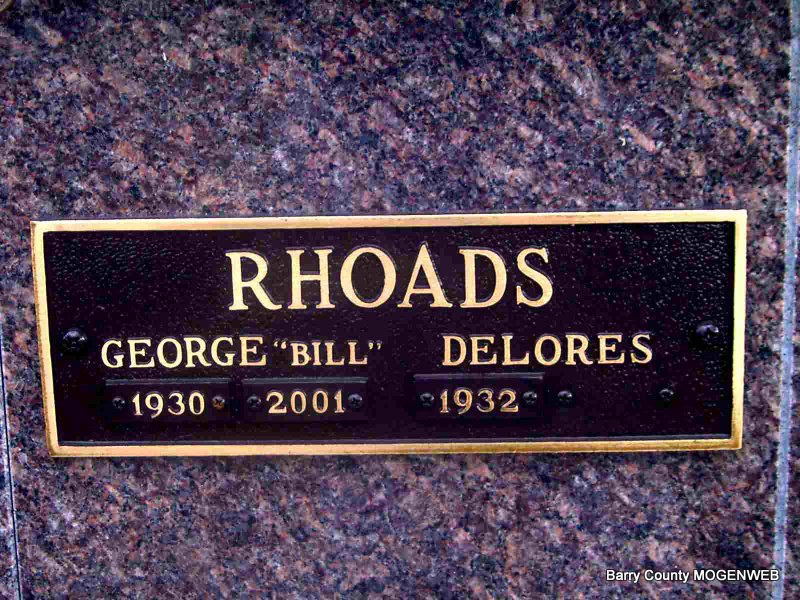 RHOADS
GEORGE "BILL" DELORES
1930 2001 1932
Barry County MOGENWEB